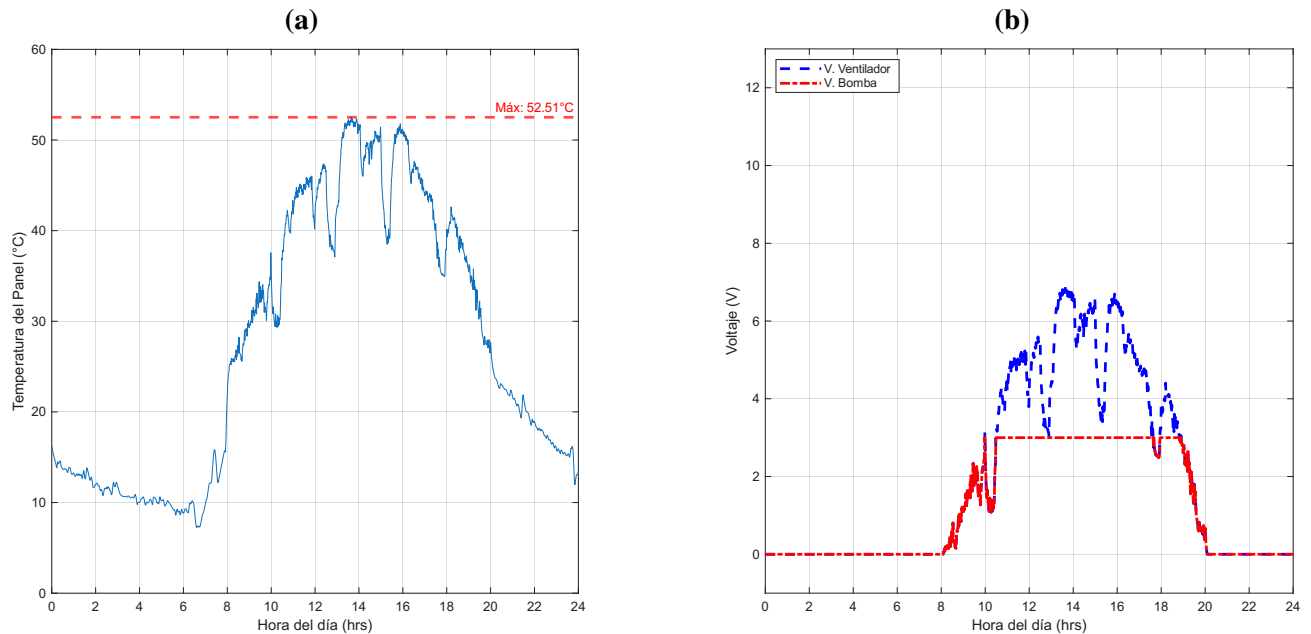 (a)
60
50
40
30
20
10
0
Temperatura del Panel (°C)
Máx: 52.51°C
0 2 4 6 8 10 12 14 16 18 20 22 24
Hora del día (hrs)
(b)
12
10
8
6
4
2
0
Voltaje (V)
V. Ventilador
V. Bomba
0 2 4 6 8 10 12 14 16 18 20 22 24
Hora del día (hrs)